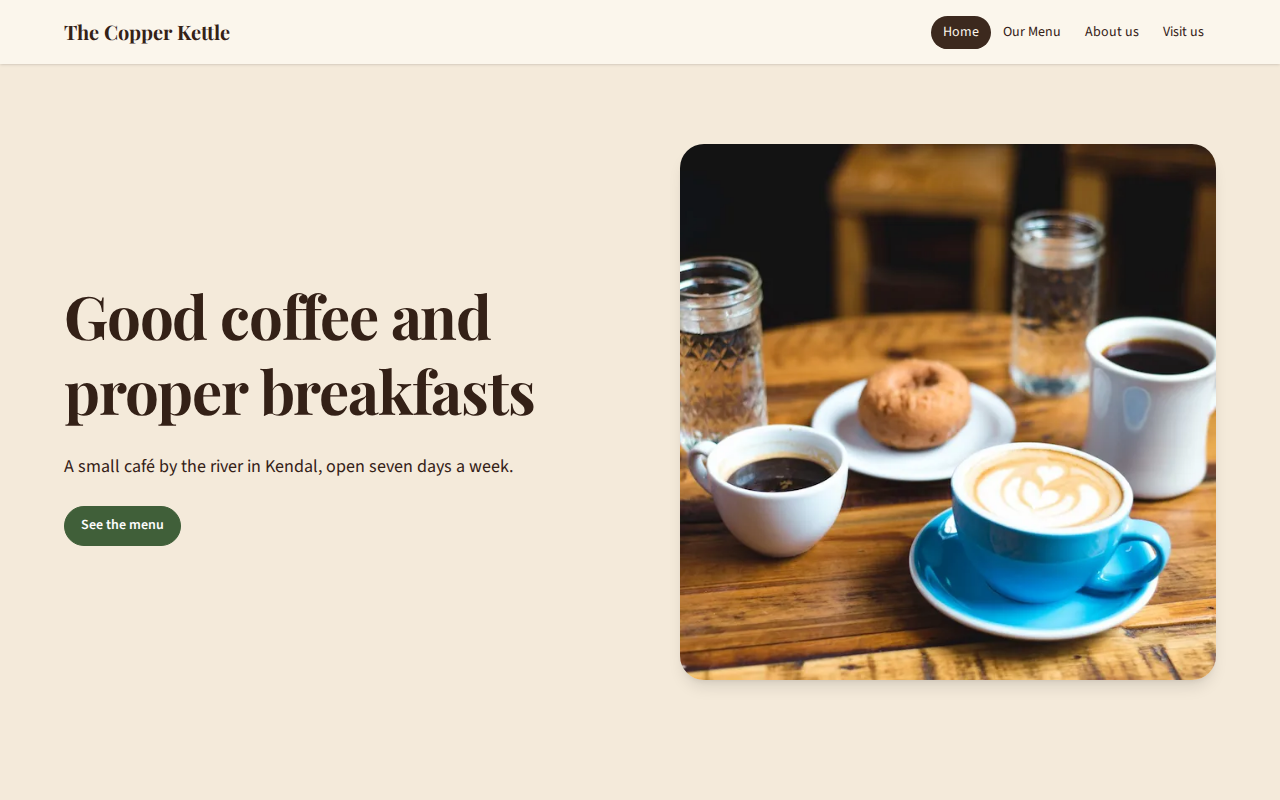 The Copper Kettle
Home
Our Menu
About us
Visit us
Good coffee and
proper breakfasts
A small café by the river in Kendal, open seven days a week.
See the menu